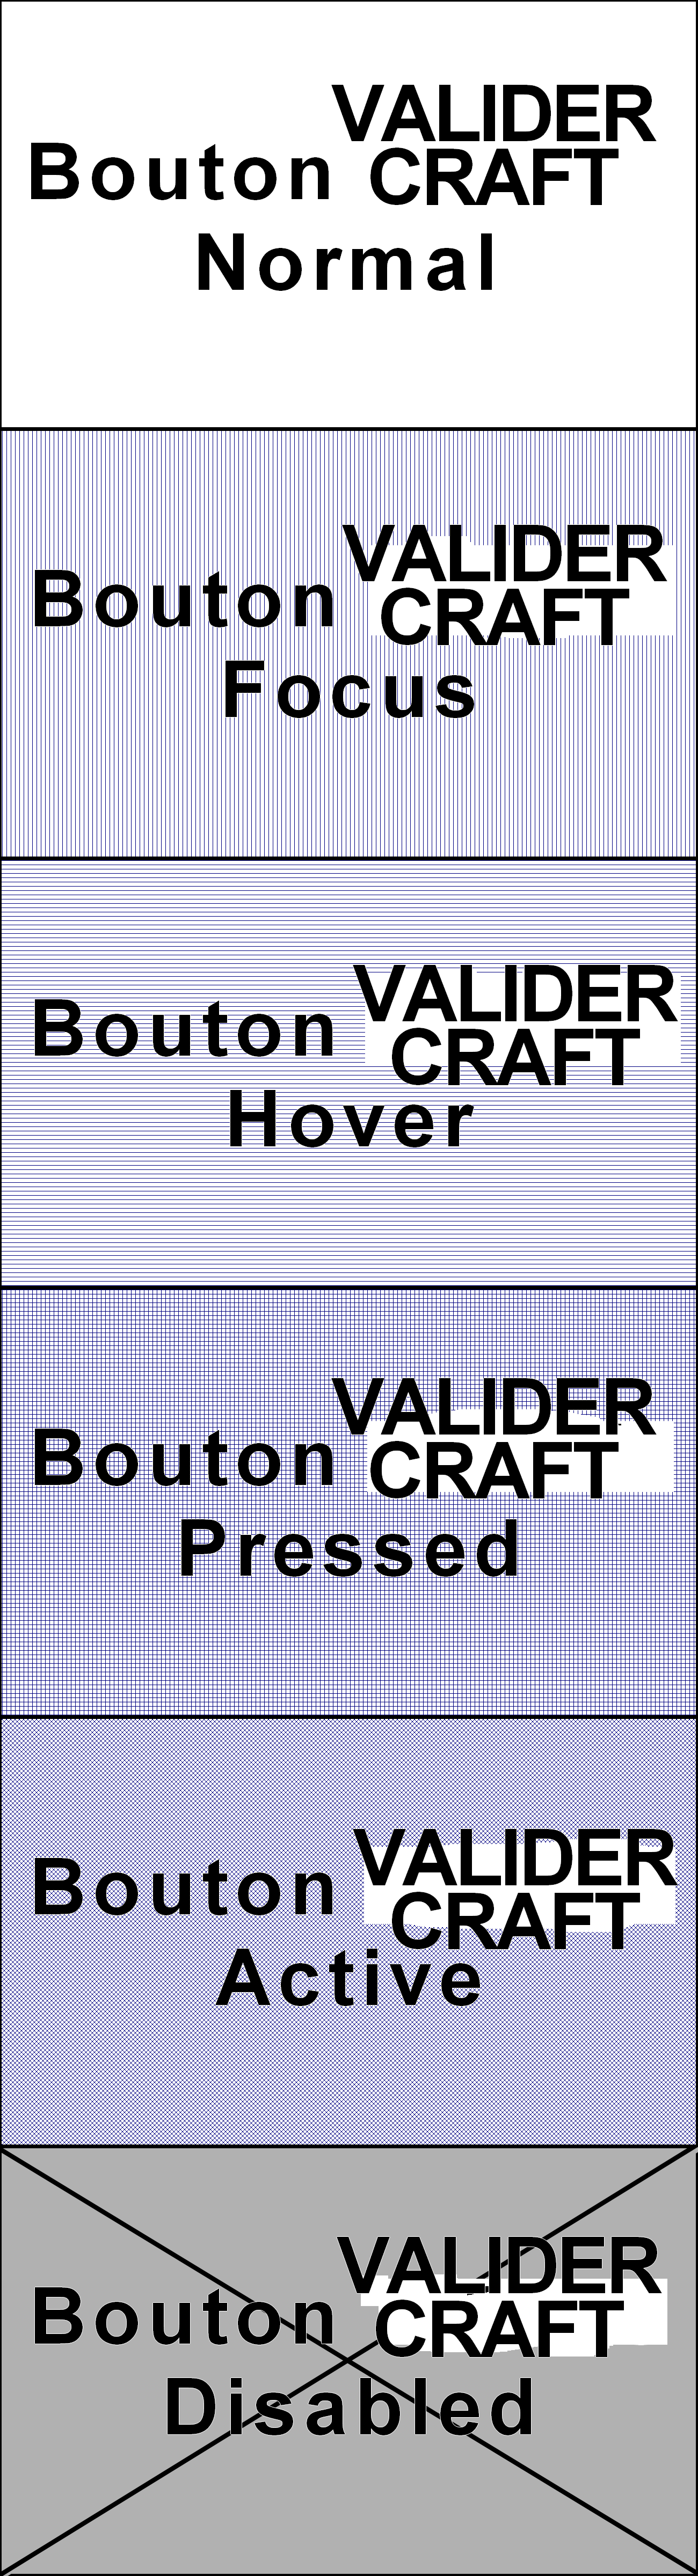 VALIDER
Bouton CRAFT
Normal
VALIDER
Bouton CRAFT
Focus
VALIDER
Bouton CRAFT
Hover
VALIDER
Bouton CRAFT
Pressed
VALIDER
Bouton CRAFT
Active
VALIDER
Bouton CRAFT
Disabled